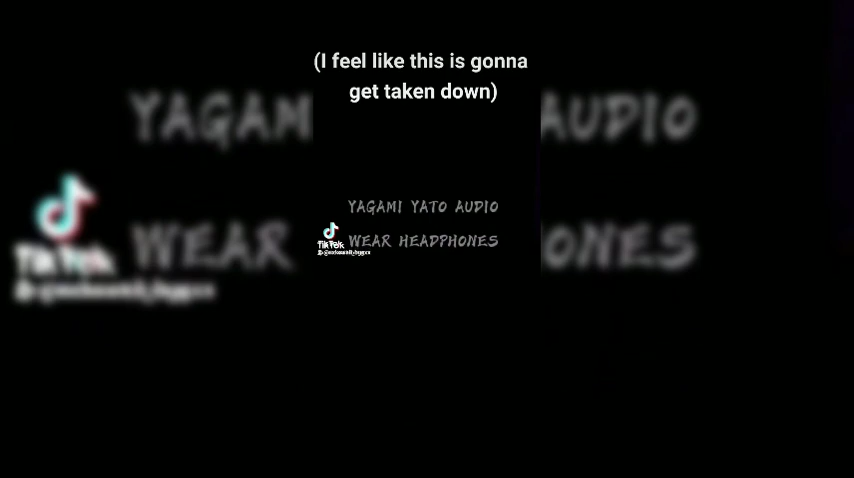 (I feel like this is gonna
get taken down)
YAGAMI YATO AUDIO
WEAR HEADPHONES
TikTok